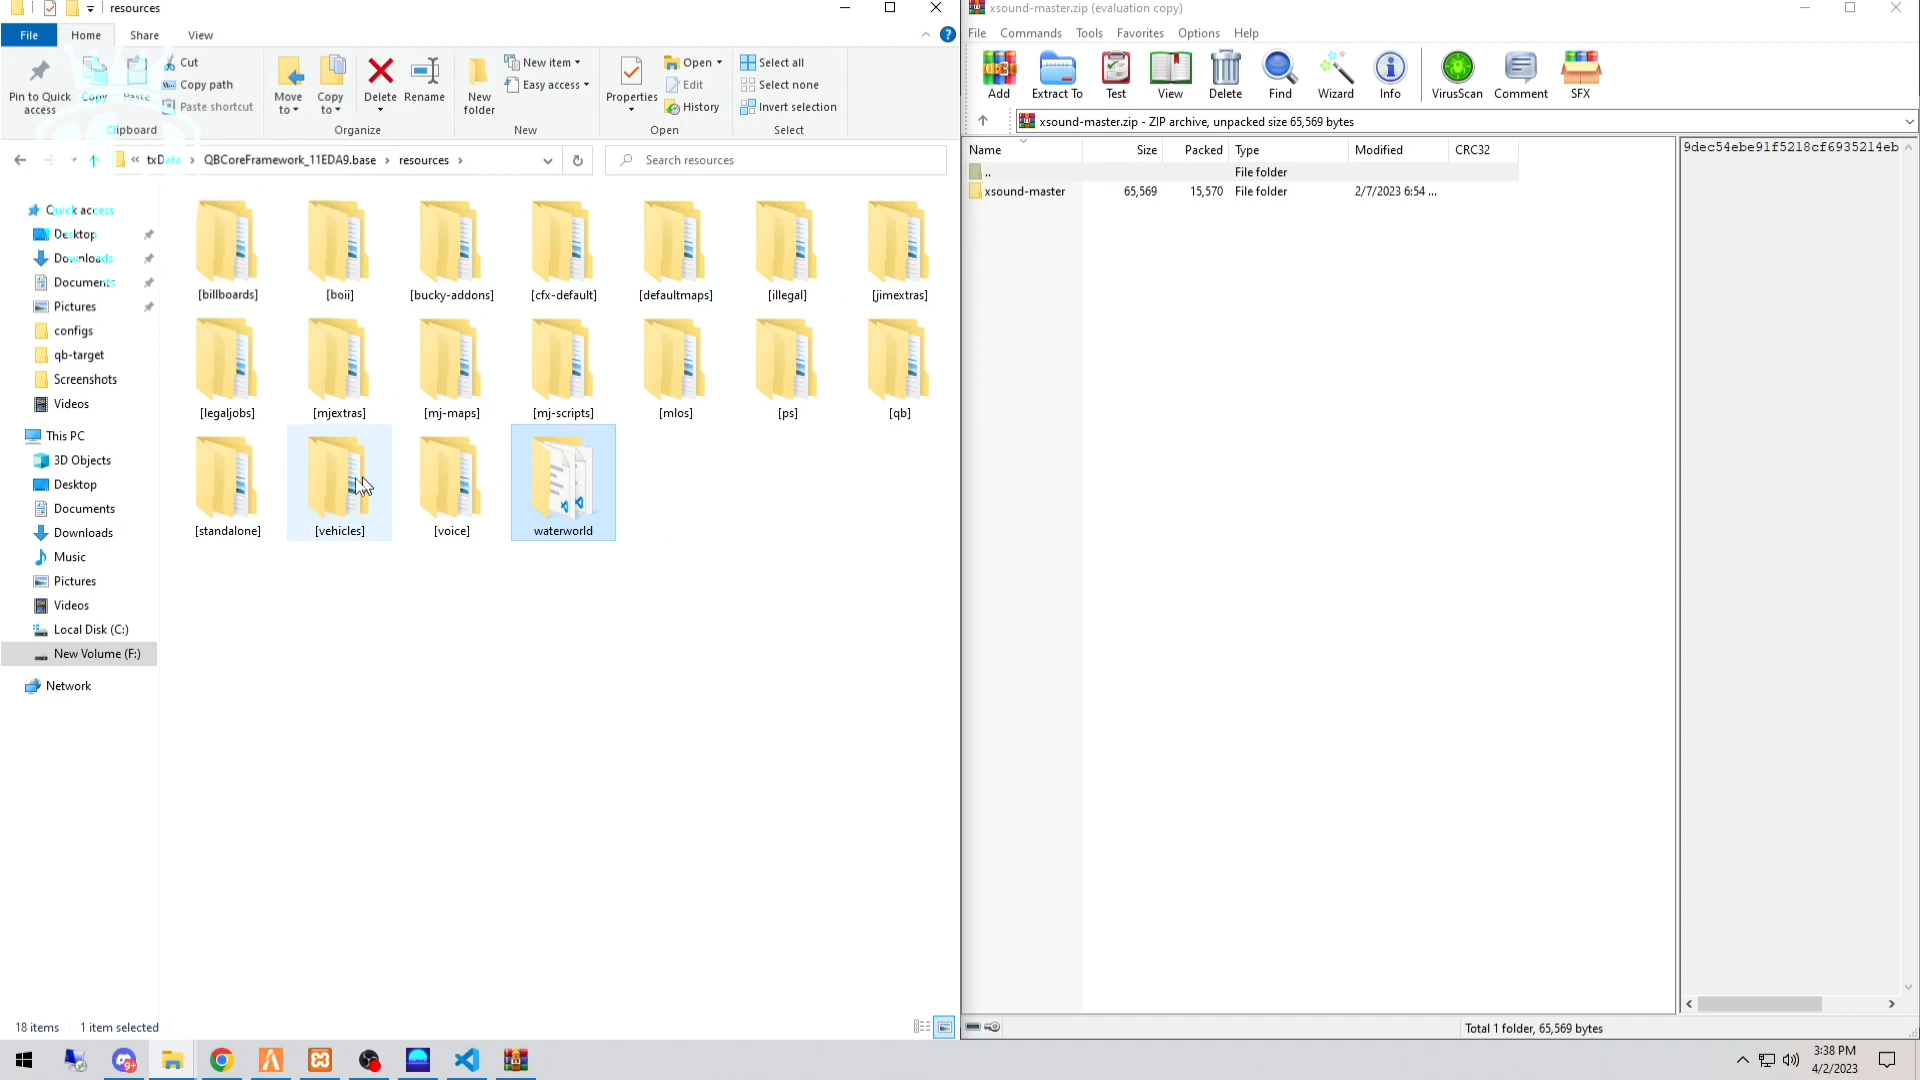 resources
File Home Share View
Pin to Quick access
Copy
Paste
Cut
Copy path
Paste shortcut
Clipboard
Move to
Copy to
Delete
Rename
Organize
New folder
New item
Easy access
New
Properties
Open
Edit
History
Open
Select all
Select none
Invert selection
Select
« txData › QBCoreFramework_11EDA9.base › resources ›
Search resources
Quick access
Desktop
Downloads
Documents
Pictures
configs
qb-target
Screenshots
Videos
This PC
3D Objects
Desktop
Documents
Downloads
Music
Pictures
Videos
Local Disk (C:)
New Volume (F:)
Network
[billboards] [boii] [bucky-addons] [cfx-default] [defaultmaps] [illegal] [jimextras]
[legaljobs] [mjextras] [mj-maps] [mj-scripts] [mlos] [ps] [qb]
[standalone] [vehicles] [voice] waterworld
18 items 1 item selected
xsound-master.zip (evaluation copy)
File Commands Tools Favorites Options Help
Add Extract To Test View Delete Find Wizard Info VirusScan Comment SFX
xsound-master.zip - ZIP archive, unpacked size 65,569 bytes
Name Size Packed Type Modified CRC32
.. File folder
xsound-master 65,569 15,570 File folder 2/7/2023 6:54 ...
9dec54ebe91f5218cf6935214eb
Total 1 folder, 65,569 bytes
9+
3:38 PM
4/2/2023